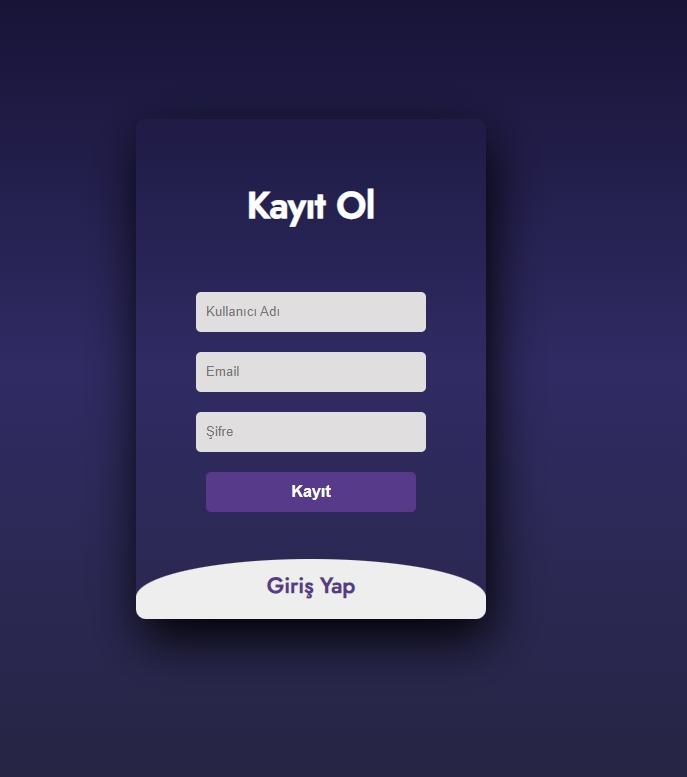 Kayıt Ol
Kullanıcı Adı
Email
Şifre
Kayıt
Giriş Yap